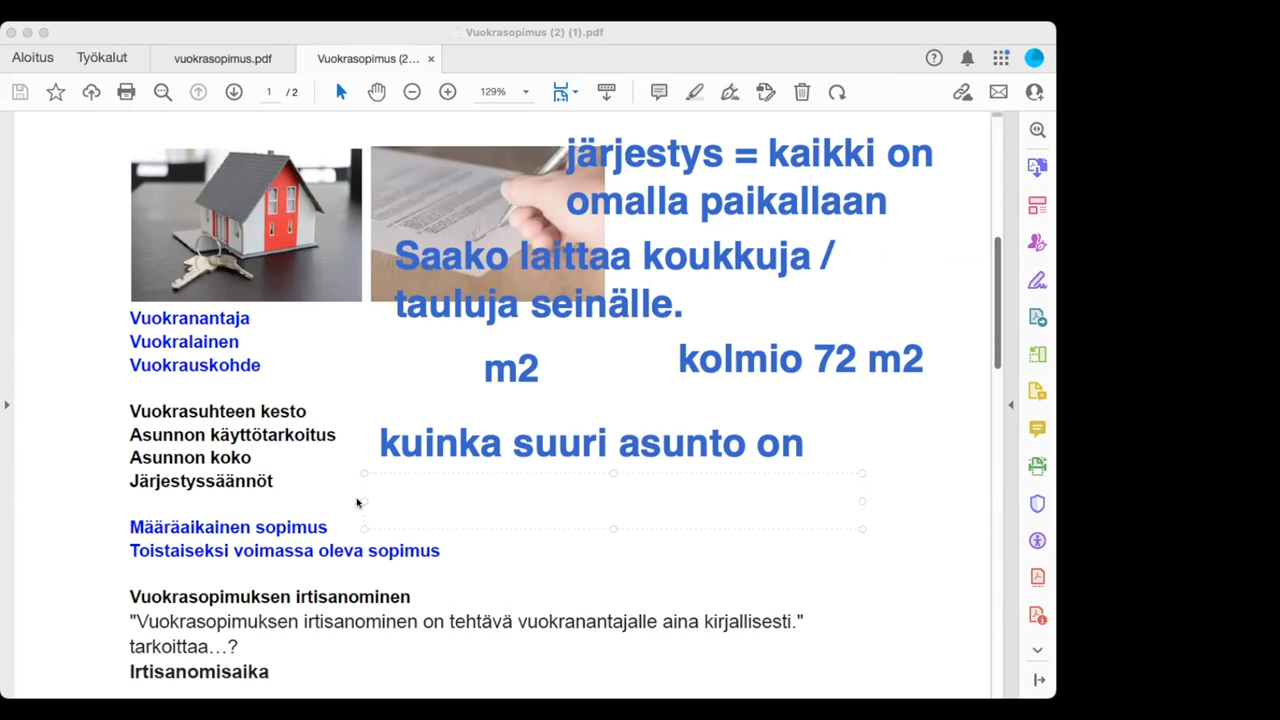 Vuokrasopimus (2) (1).pdf
Aloitus Työkalut vuokrasopimus.pdf Vuokrasopimus (2... ×
1 / 2 129%
järjestys = kaikki on
omalla paikallaan
Saako laittaa koukkuja /
tauluja seinälle.
Vuokranantaja
Vuokralainen
Vuokrauskohde
m2
kolmio 72 m2
Vuokrasuhteen kesto
Asunnon käyttötarkoitus
Asunnon koko
Järjestyssäännöt
kuinka suuri asunto on
Määräaikainen sopimus
Toistaiseksi voimassa oleva sopimus
Vuokrasopimuksen irtisanominen
"Vuokrasopimuksen irtisanominen on tehtävä vuokranantajalle aina kirjallisesti."
tarkoittaa…?
Irtisanomisaika